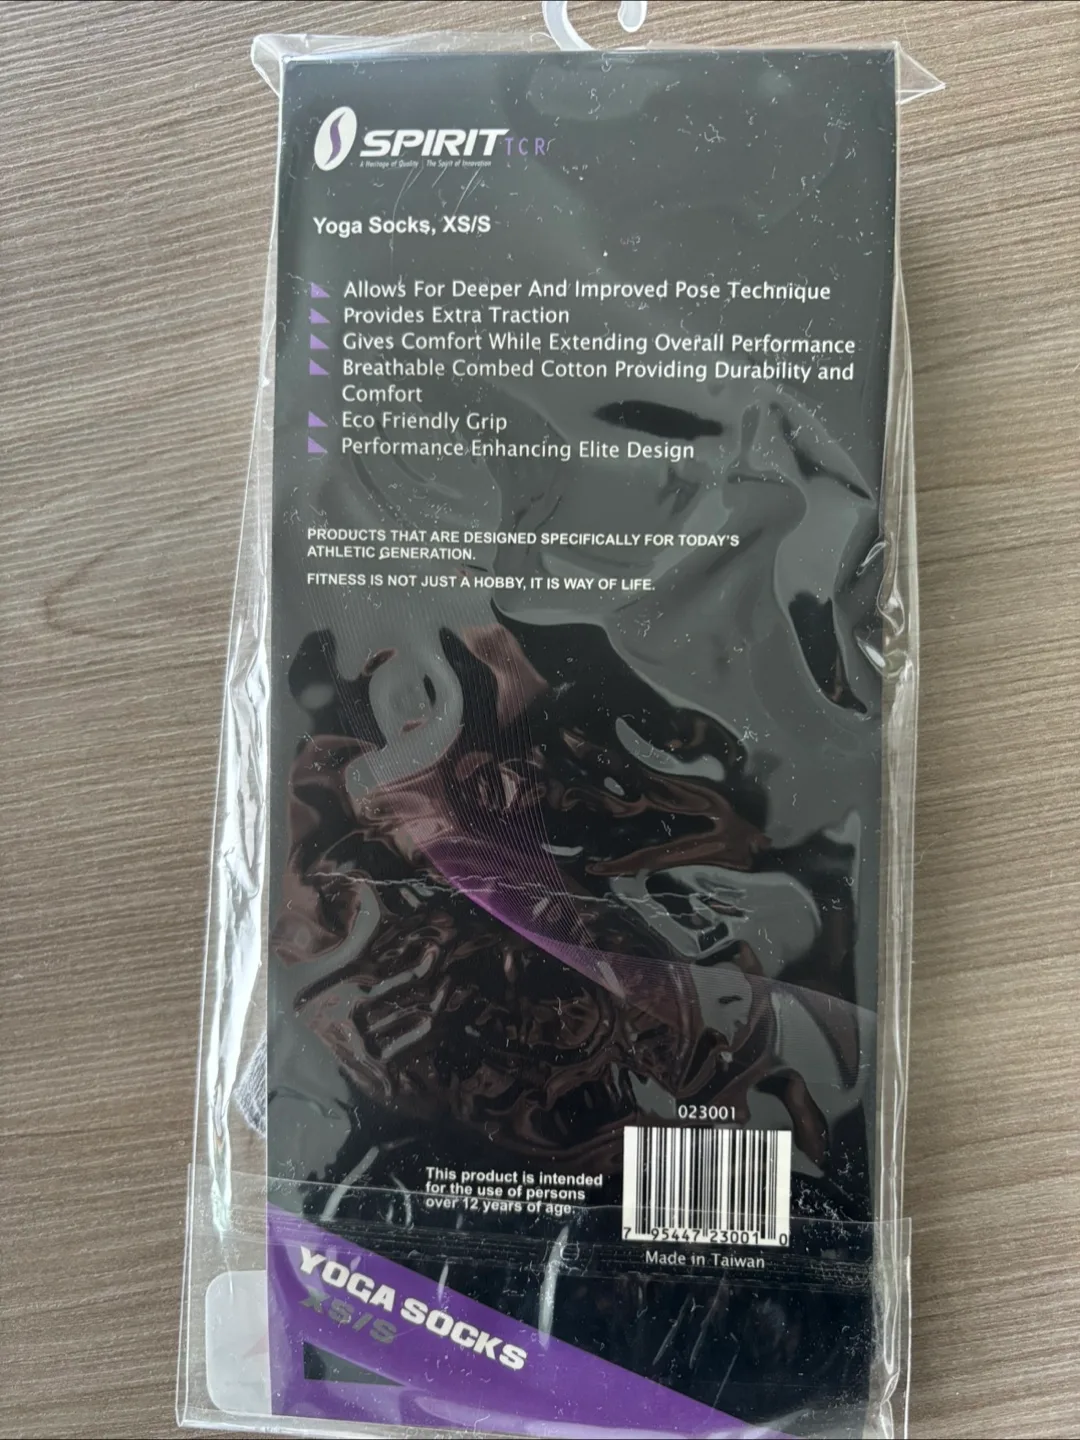 SPIRIT TCR
A Heritage of Quality The Spirit of Innovation
Yoga Socks, XS/S
Allows For Deeper And Improved Pose Technique
Provides Extra Traction
Gives Comfort While Extending Overall Performance
Breathable Combed Cotton Providing Durability and
Comfort
Eco Friendly Grip
Performance Enhancing Elite Design
PRODUCTS THAT ARE DESIGNED SPECIFICALLY FOR TODAY'S
ATHLETIC GENERATION.
FITNESS IS NOT JUST A HOBBY, IT IS WAY OF LIFE.
023001
This product is intended
for the use of persons
over 12 years of age.
7 95447 23001 0
Made in Taiwan
YOGA SOCKS
XS/S